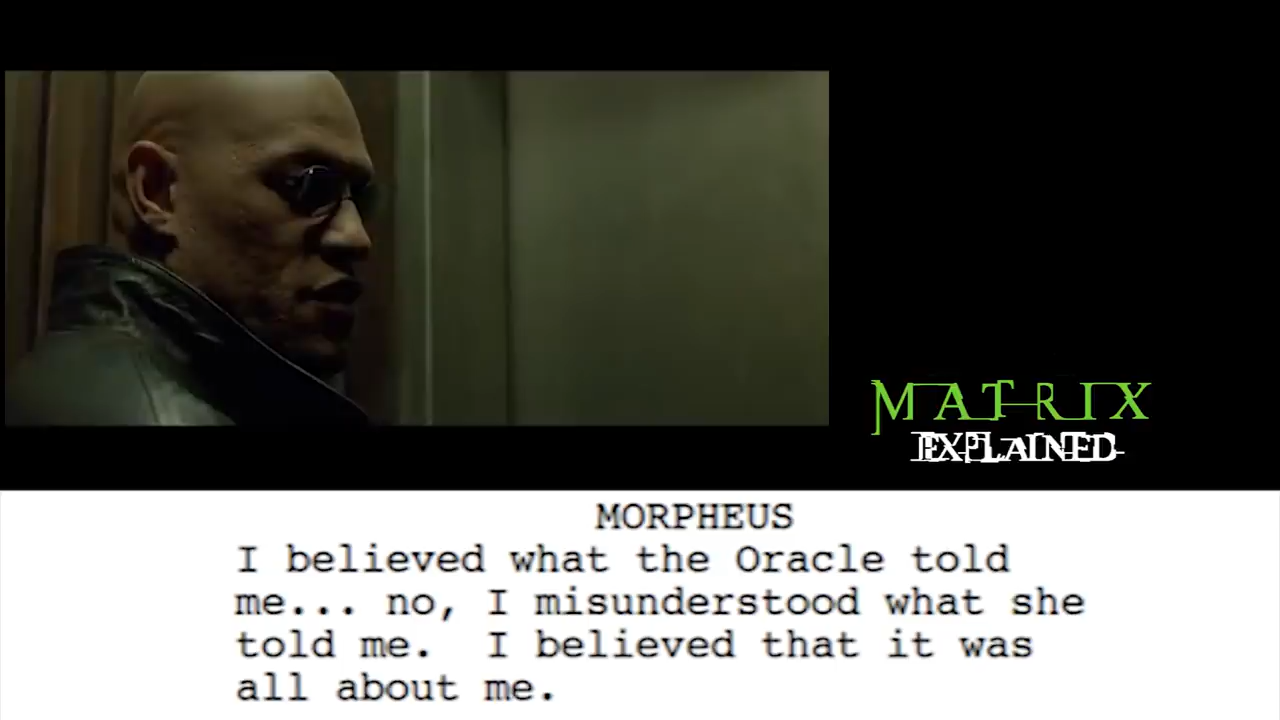 MATRIX
EXPLAINED
MORPHEUS
I believed what the Oracle told
me... no, I misunderstood what she
told me.  I believed that it was
all about me.